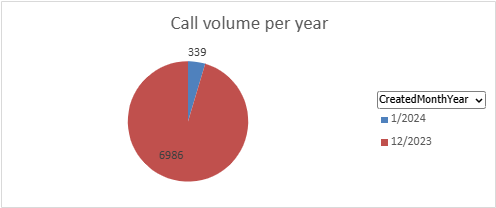 Call volume per year
339
6986
CreatedMonthYear
1/2024
12/2023